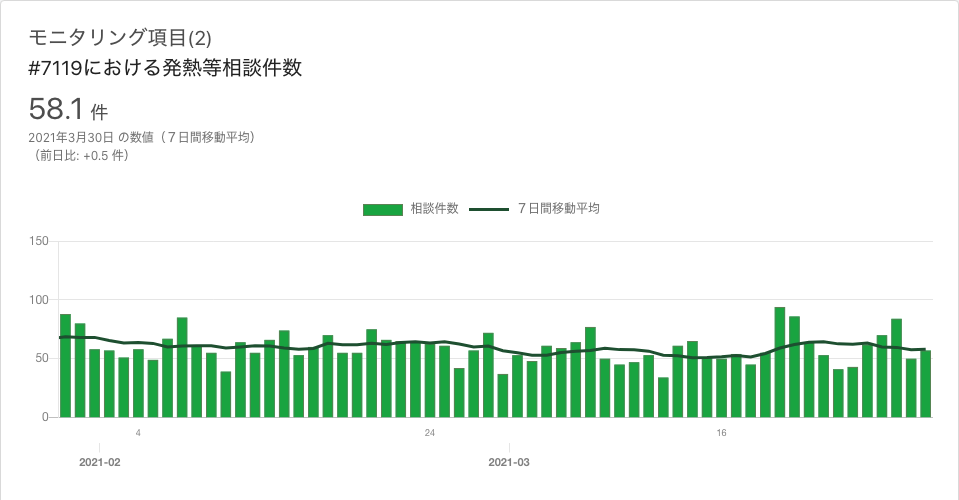 モニタリング項目(2)
#7119における発熱等相談件数
58.1 件
2021年3月30日 の数値（７日間移動平均）
（前日比: +0.5 件）
相談件数 ７日間移動平均
150
100
50
0
4 24 16
2021-02 2021-03